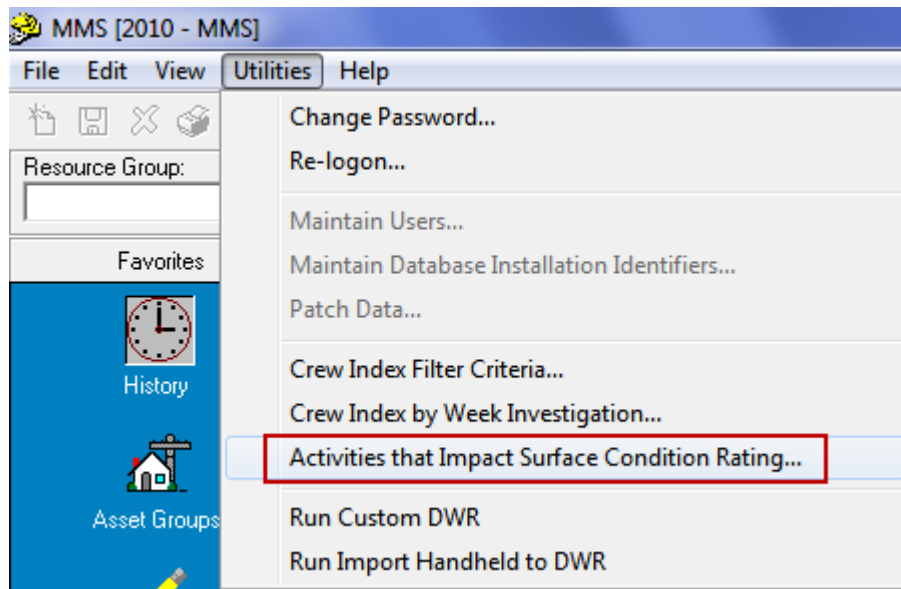 MMS [2010 - MMS]
File Edit View Utilities Help
Change Password...
Re-logon...
Resource Group:
Maintain Users...
Favorites
Maintain Database Installation Identifiers...
Patch Data...
Crew Index Filter Criteria...
History
Crew Index by Week Investigation...
Activities that Impact Surface Condition Rating...
Asset Groups
Run Custom DWR
Run Import Handheld to DWR